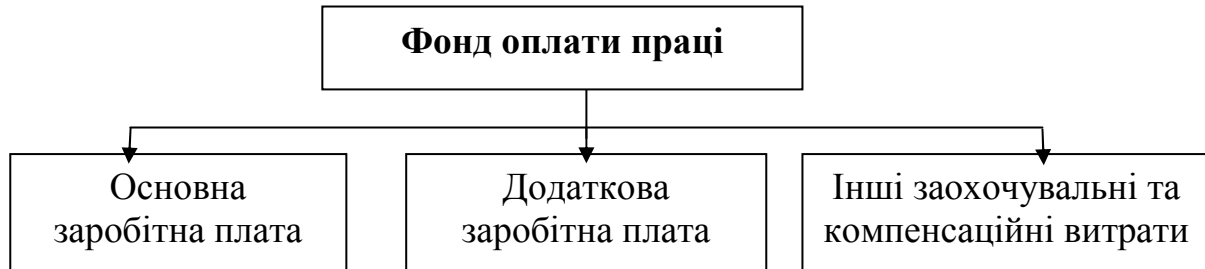 Фонд оплати праці
Основна
заробітна плата
Додаткова
заробітна плата
Інші заохочувальні та
компенсаційні витрати